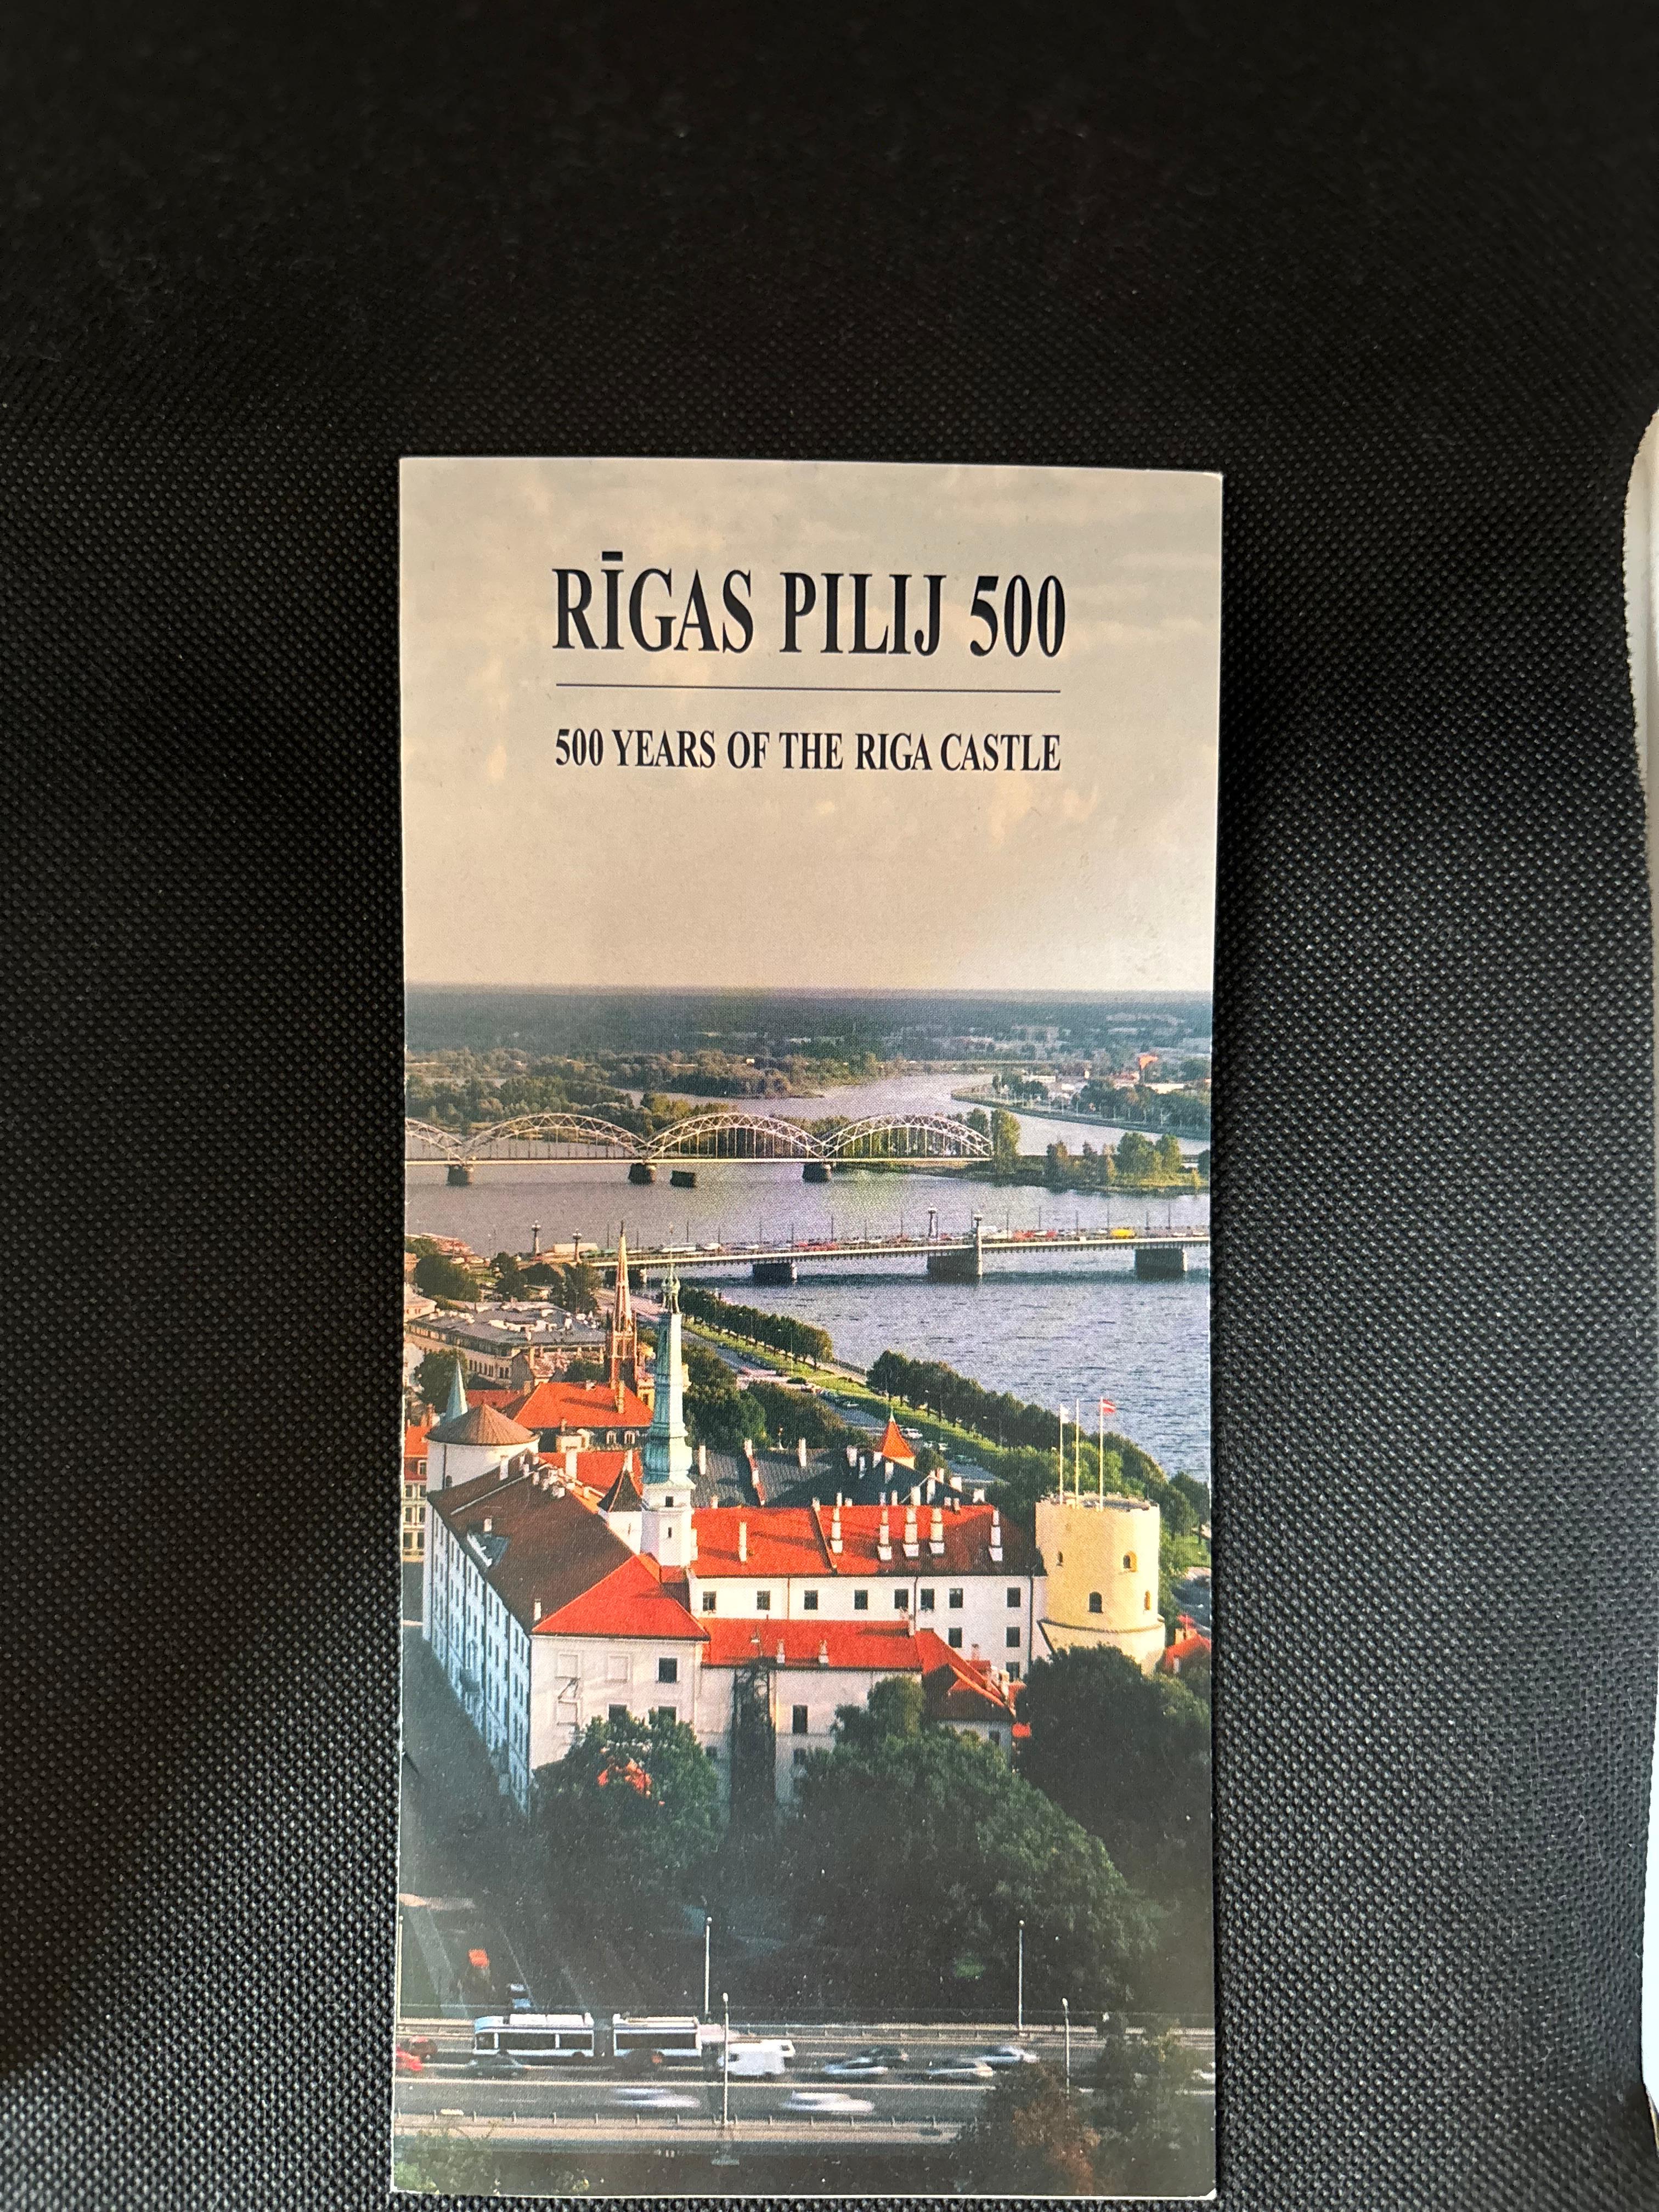 RĪGAS PILIJ 500
500 YEARS OF THE RIGA CASTLE